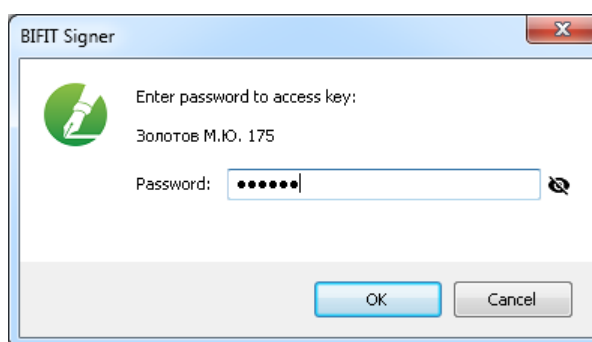 BIFIT Signer
Enter password to access key:
Золотов М.Ю. 175
Password: ●●●●●●
OK Cancel